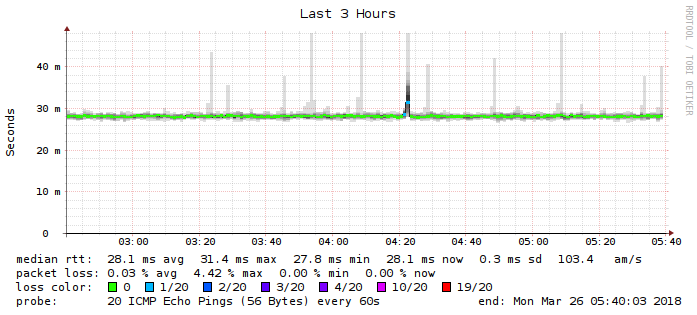 Last 3 Hours
RRDTOOL / TOBI OETIKER
Seconds
40 m
30 m
20 m
10 m
0
03:00 03:20 03:40 04:00 04:20 04:40 05:00 05:20 05:40
median rtt: 28.1 ms avg 31.4 ms max 27.8 ms min 28.1 ms now 0.3 ms sd 103.4 am/s
packet loss: 0.03 % avg 4.42 % max 0.00 % min 0.00 % now
loss color: 0 1/20 2/20 3/20 4/20 10/20 19/20
probe: 20 ICMP Echo Pings (56 Bytes) every 60s end: Mon Mar 26 05:40:03 2018